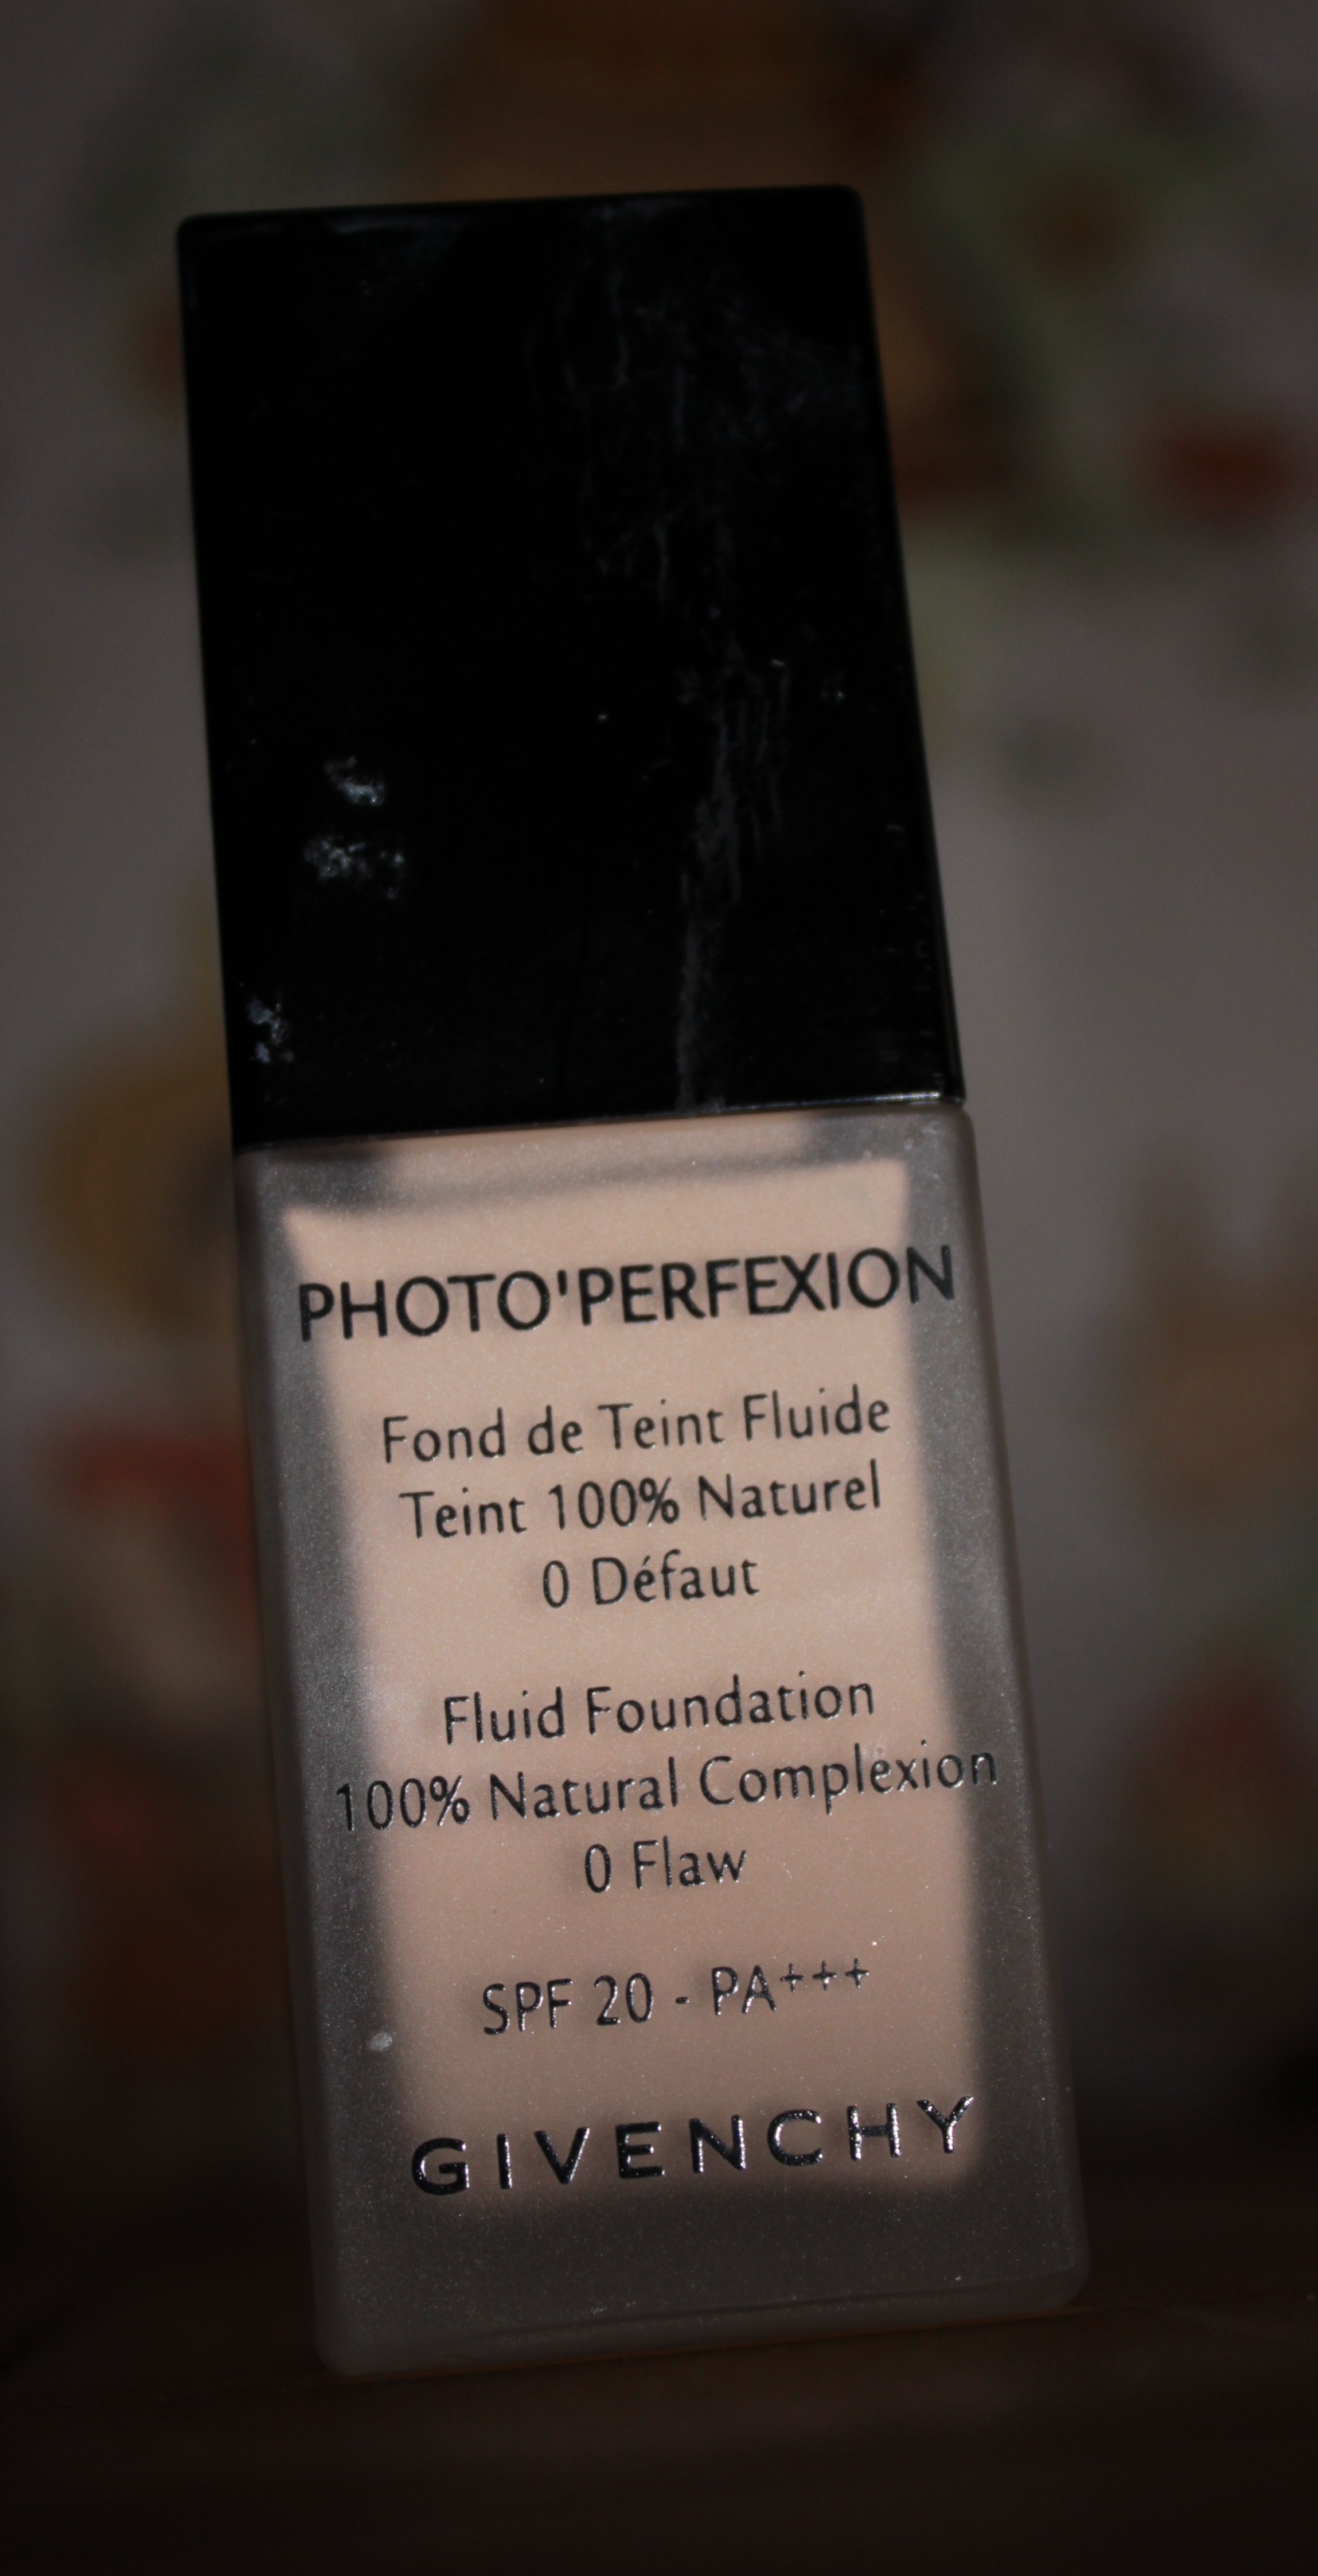 PHOTO'PERFEXION
Fond de Teint Fluide
Teint 100% Naturel
0 Défaut
Fluid Foundation
100% Natural Complexion
0 Flaw
SPF 20 - PA+++
GIVENCHY